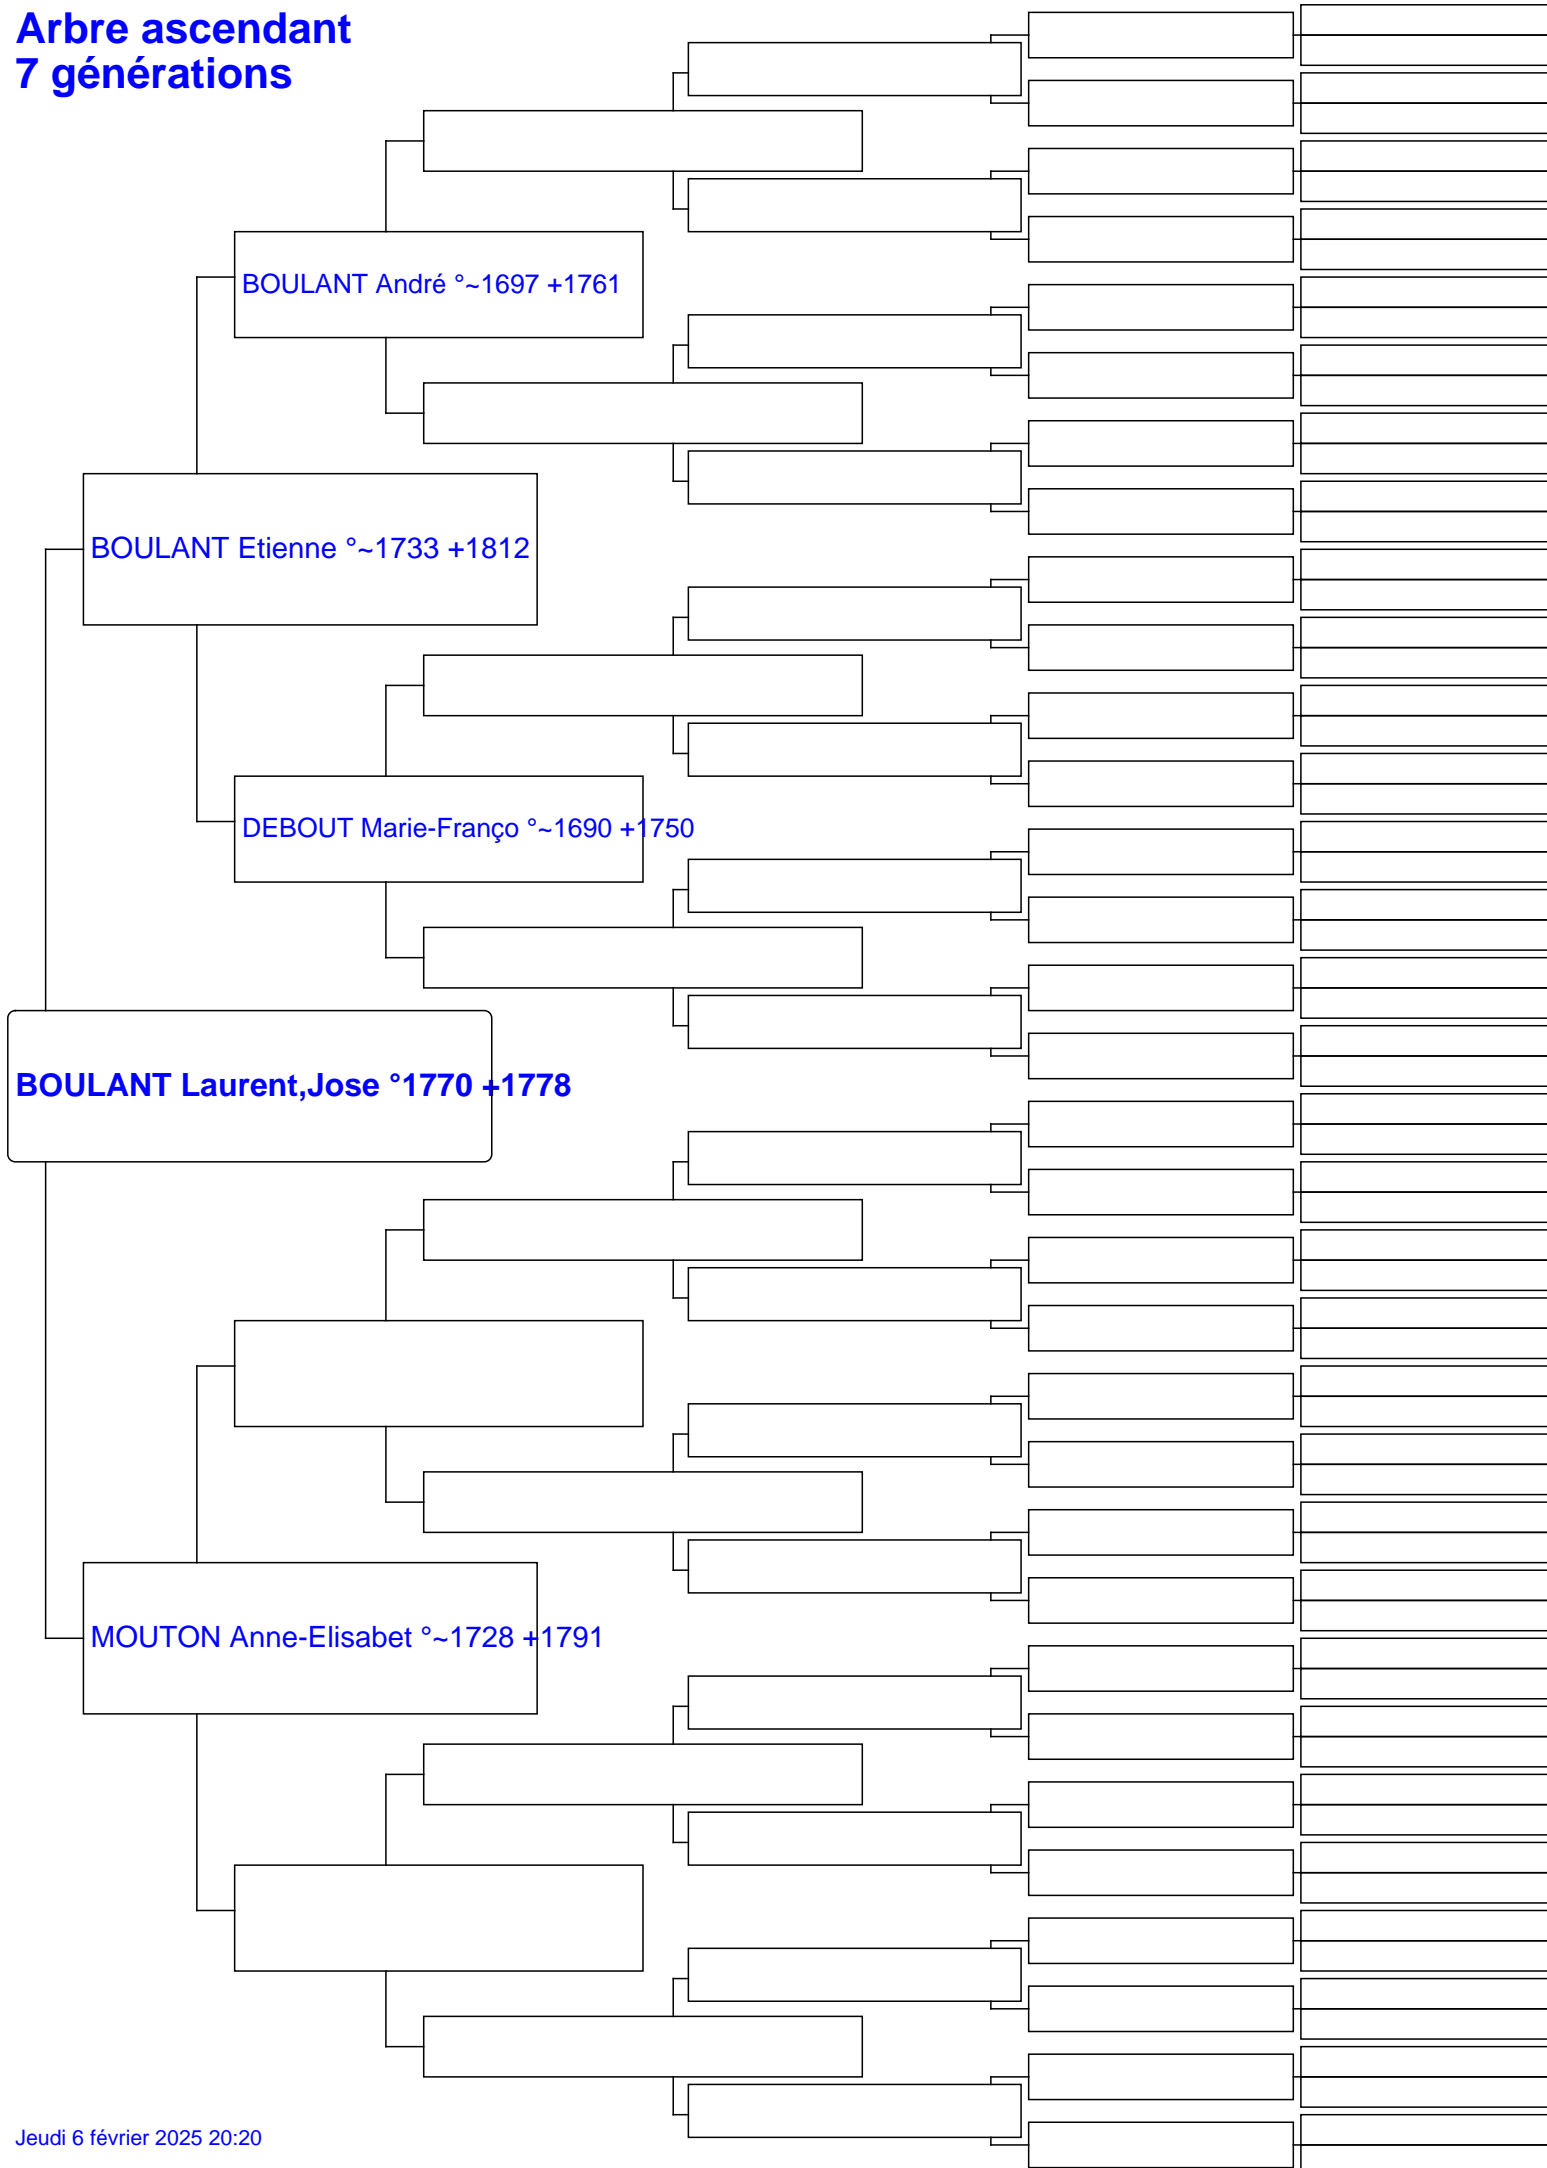 Arbre ascendant
7 générations
BOULANT André °~1697 +1761
BOULANT Etienne °~1733 +1812
DEBOUT Marie-Franço °~1690 +1750
BOULANT Laurent,Jose °1770 +1778
MOUTON Anne-Elisabet °~1728 +1791
Jeudi 6 février 2025 20:20